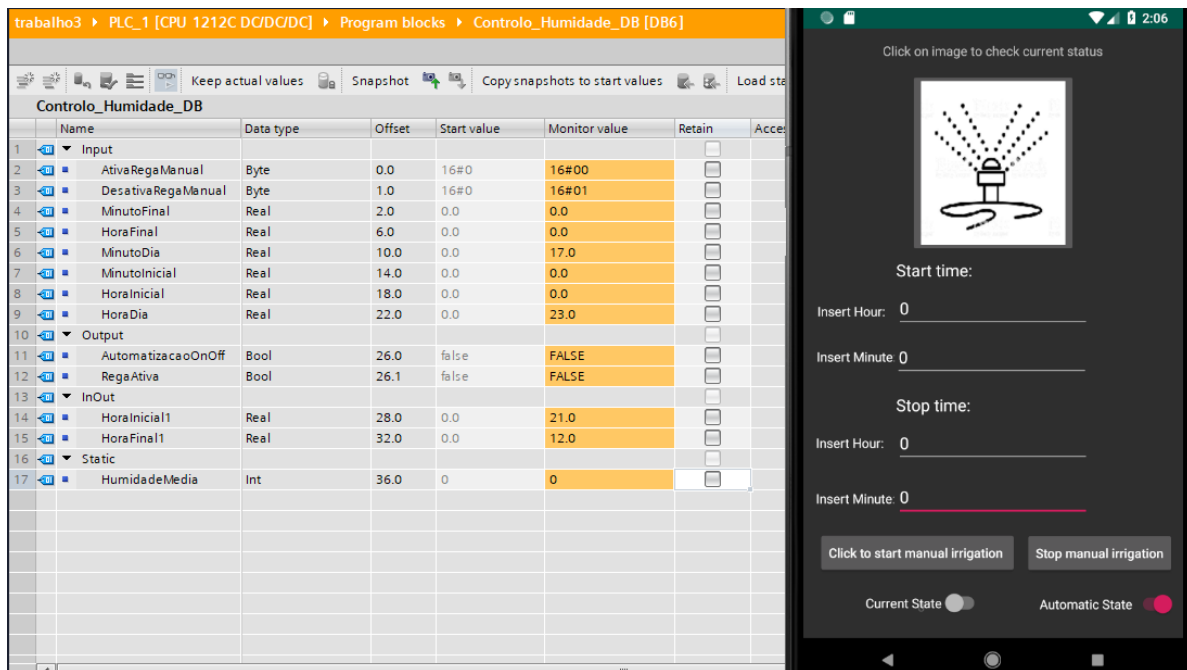 trabalho3 ▸ PLC_1 [CPU 1212C DC/DC/DC] ▸ Program blocks ▸ Controlo_Humidade_DB [DB6]
Keep actual values Snapshot Copy snapshots to start values Load sta
Controlo_Humidade_DB
Name Data type Offset Start value Monitor value Retain Acces
1 Input
2 AtivaRegaManual Byte 0.0 16#0 16#00
3 DesativaRegaManual Byte 1.0 16#0 16#01
4 MinutoFinal Real 2.0 0.0 0.0
5 HoraFinal Real 6.0 0.0 0.0
6 MinutoDia Real 10.0 0.0 17.0
7 MinutoInicial Real 14.0 0.0 0.0
8 HoraInicial Real 18.0 0.0 0.0
9 HoraDia Real 22.0 0.0 23.0
10 Output
11 AutomatizacaoOnOff Bool 26.0 false FALSE
12 RegaAtiva Bool 26.1 false FALSE
13 InOut
14 HoraInicial1 Real 28.0 0.0 21.0
15 HoraFinal1 Real 32.0 0.0 12.0
16 Static
17 HumidadeMedia Int 36.0 0 0
2:06
Click on image to check current status
Start time:
Insert Hour: 0
Insert Minute: 0
Stop time:
Insert Hour: 0
Insert Minute: 0
Click to start manual irrigation Stop manual irrigation
Current State Automatic State